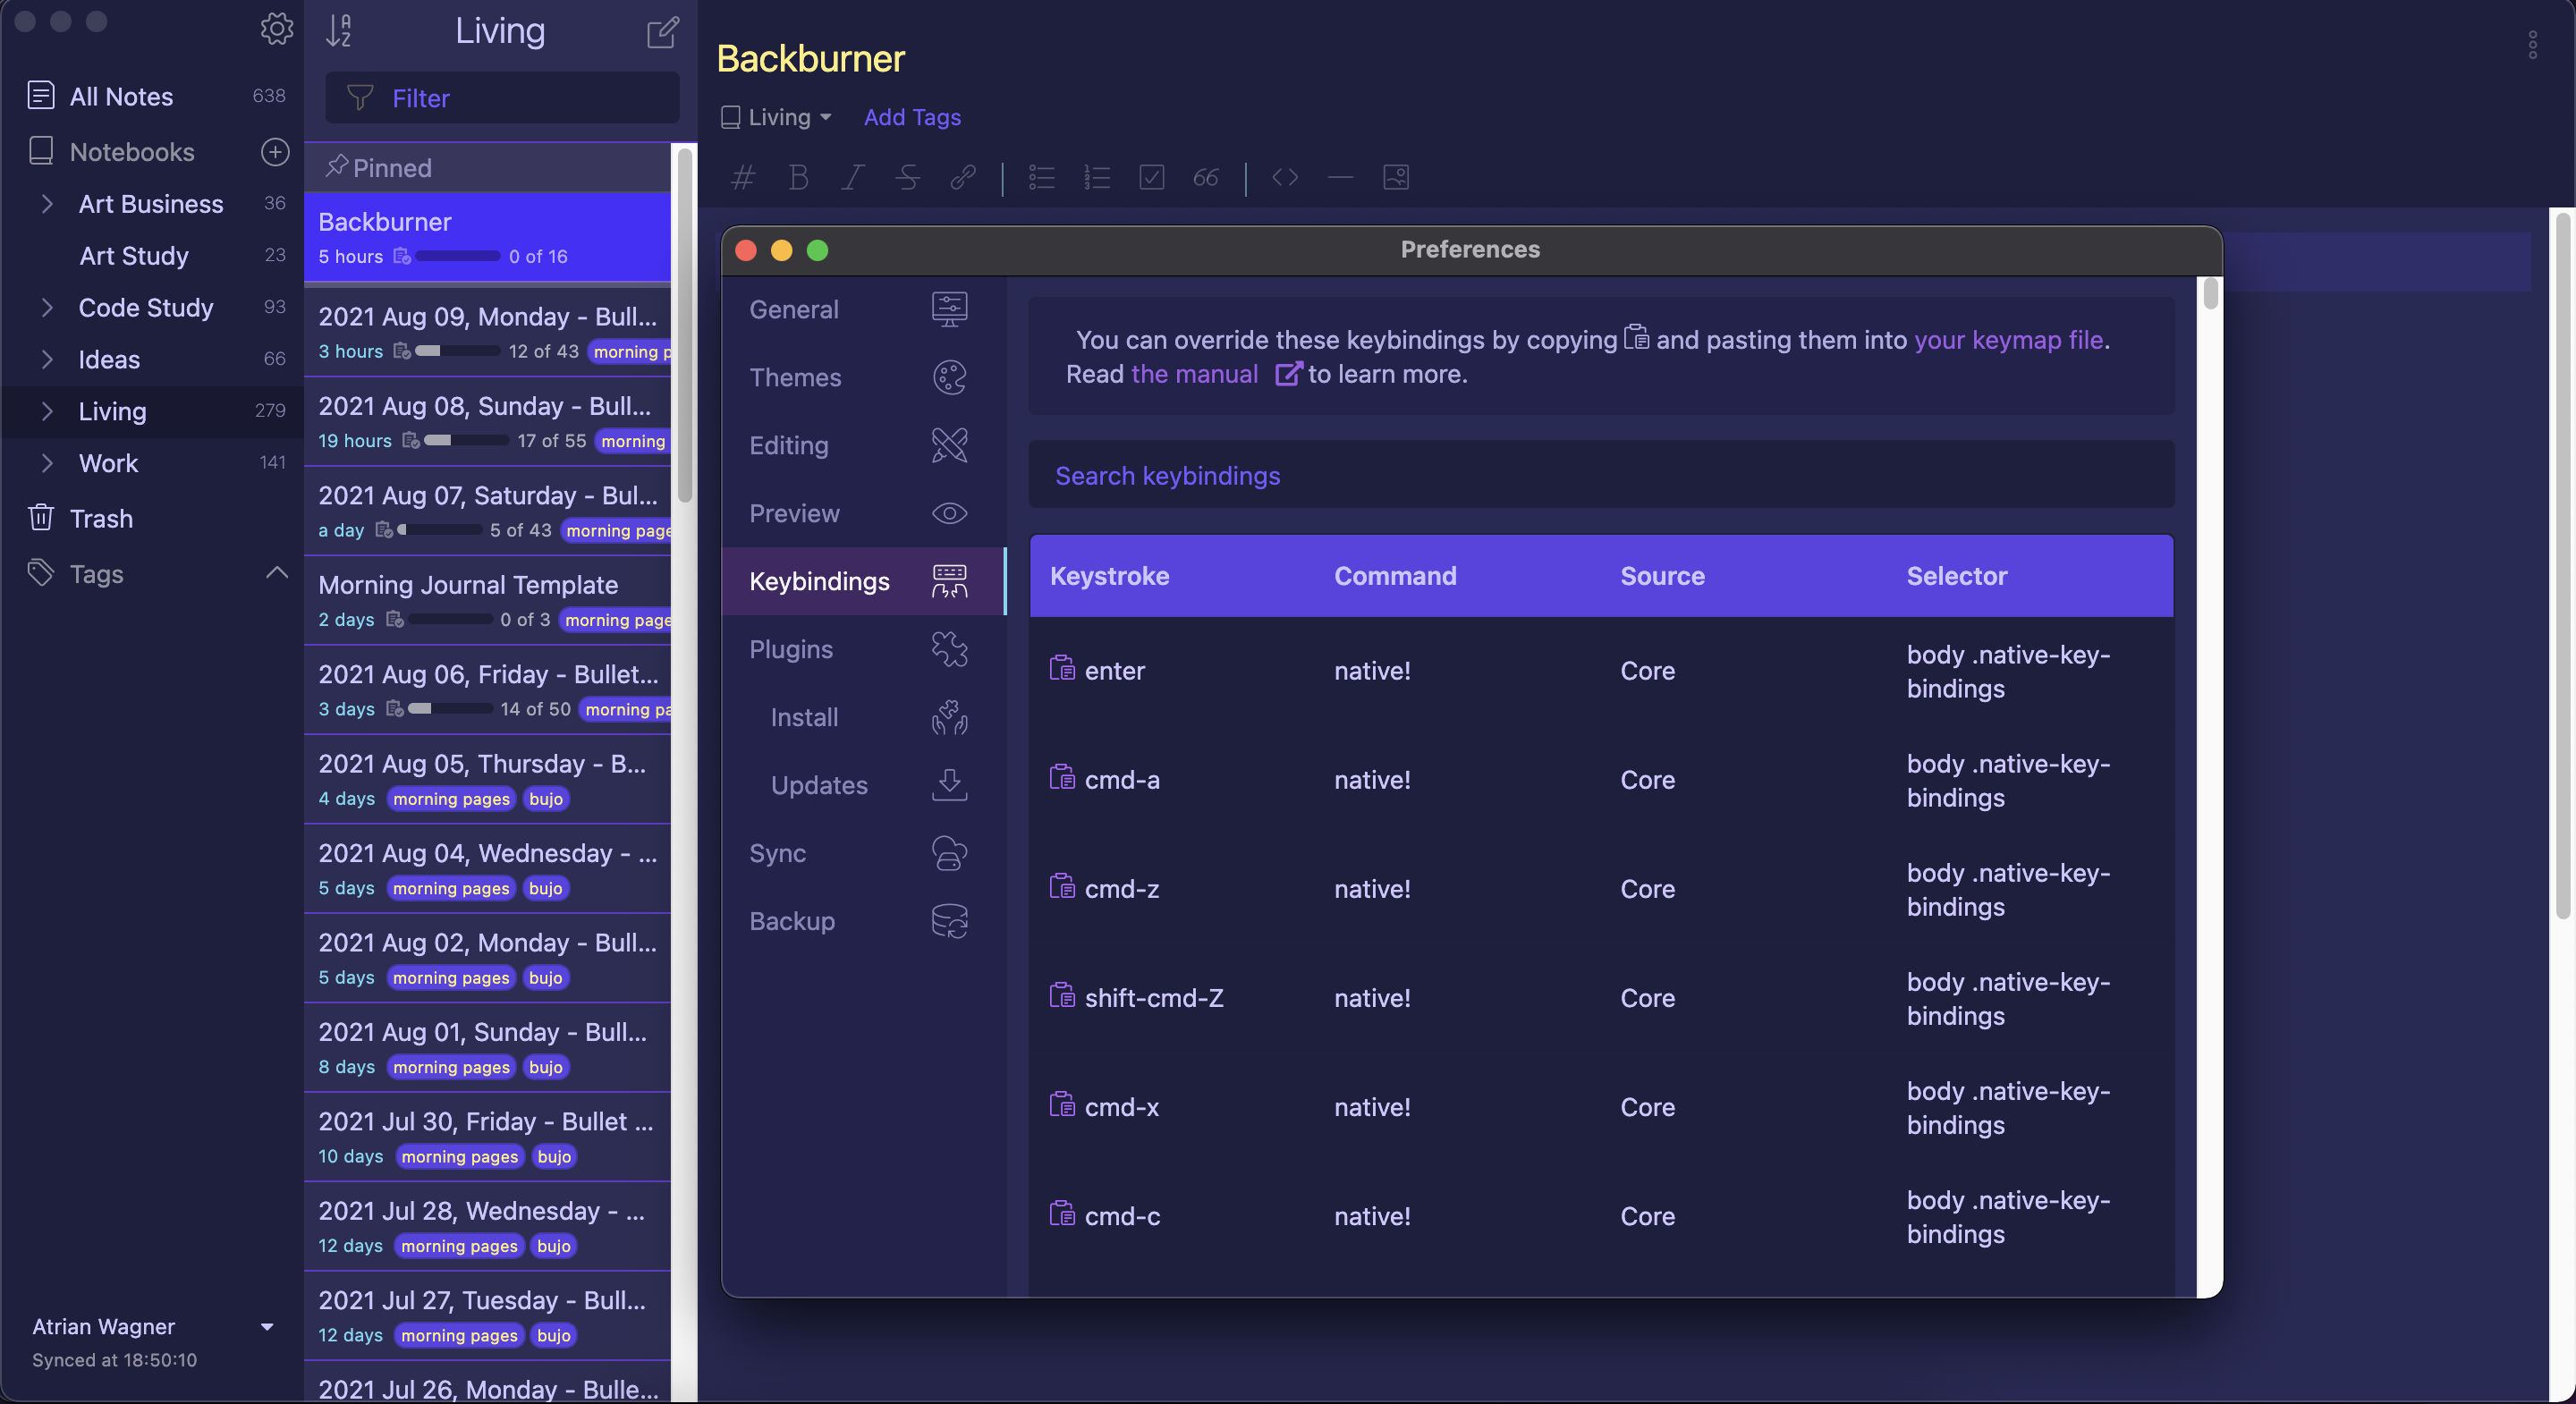 All Notes 638
Notebooks
Art Business 36
Art Study 23
Code Study 93
Ideas 66
Living 279
Work 141
Trash
Tags
Atrian Wagner
Synced at 18:50:10
Living
Filter
Pinned
Backburner
5 hours 0 of 16
2021 Aug 09, Monday - Bull...
3 hours 12 of 43 morning p
2021 Aug 08, Sunday - Bull...
19 hours 17 of 55 morning
2021 Aug 07, Saturday - Bul...
a day 5 of 43 morning page
Morning Journal Template
2 days 0 of 3 morning page
2021 Aug 06, Friday - Bullet...
3 days 14 of 50 morning pa
2021 Aug 05, Thursday - B...
4 days morning pages bujo
2021 Aug 04, Wednesday - ...
5 days morning pages bujo
2021 Aug 02, Monday - Bull...
5 days morning pages bujo
2021 Aug 01, Sunday - Bull...
8 days morning pages bujo
2021 Jul 30, Friday - Bullet ...
10 days morning pages bujo
2021 Jul 28, Wednesday - ...
12 days morning pages bujo
2021 Jul 27, Tuesday - Bull...
12 days morning pages bujo
2021 Jul 26, Monday - Bulle...
Backburner
Living Add Tags
Preferences
General
Themes
Editing
Preview
Keybindings
Plugins
Install
Updates
Sync
Backup
You can override these keybindings by copying and pasting them into your keymap file.
Read the manual to learn more.
Search keybindings
Keystroke Command Source Selector
enter native! Core body .native-key-
bindings
cmd-a native! Core body .native-key-
bindings
cmd-z native! Core body .native-key-
bindings
shift-cmd-Z native! Core body .native-key-
bindings
cmd-x native! Core body .native-key-
bindings
cmd-c native! Core body .native-key-
bindings